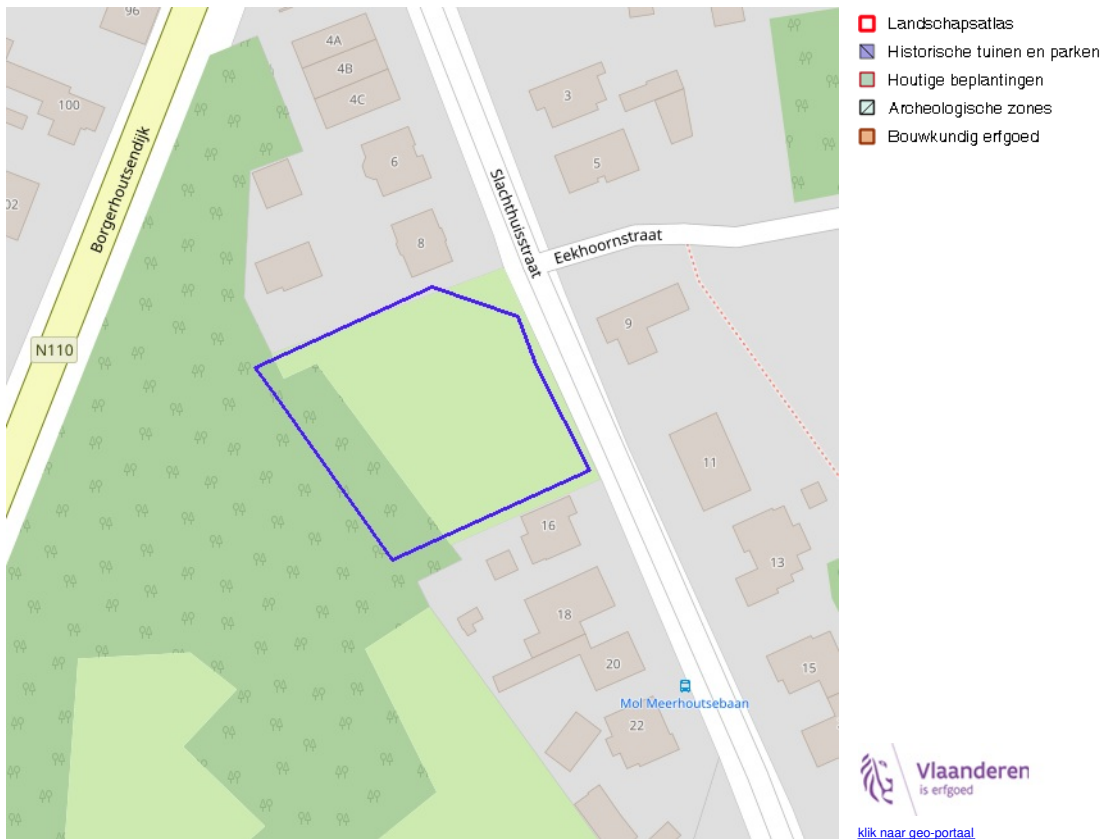 96
100
02
Borgerhoutsendijk
N110
4A
4B
4C
6
8
3
5
Slachthuisstraat
Eekhoornstraat
9
11
13
15
16
18
20
22
Mol Meerhoutsebaan
Landschapsatlas
Historische tuinen en parken
Houtige beplantingen
Archeologische zones
Bouwkundig erfgoed
Vlaanderen
is erfgoed
klik naar geo-portaal